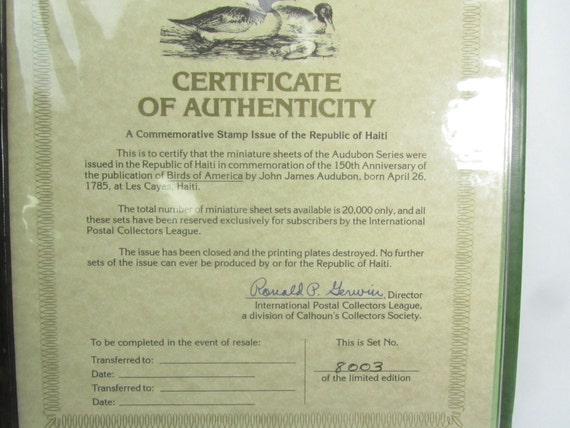 CERTIFICATE
OF AUTHENTICITY
A Commemorative Stamp Issue of the Republic of Haiti
This is to certify that the miniature sheets of the Audubon Series were
issued in the Republic of Haiti in commemoration of the 150th Anniversary of
the publication of Birds of America by John James Audubon, born April 26,
1785, at Les Cayes, Haiti.
The total number of miniature sheet sets available is 20,000 only, and all
these sets have been reserved exclusively for subscribers by the International
Postal Collectors League.
The issue has been closed and the printing plates destroyed. No further
sets of the issue can ever be produced by or for the Republic of Haiti.
Ronald P. Gerwin, Director
International Postal Collectors League,
a division of Calhoun's Collectors Society.
To be completed in the event of resale:
Transferred to:
Date:
Transferred to:
Date:
This is Set No.
8003
of the limited edition